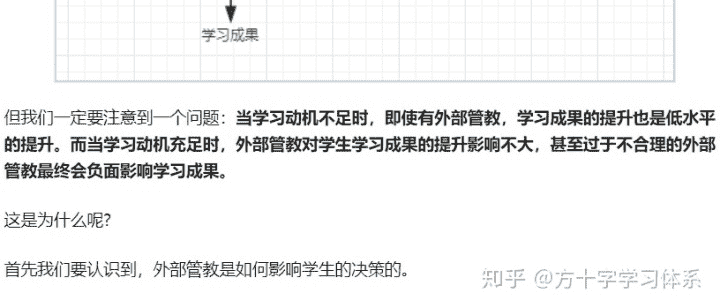 学习成果
但我们一定要注意到一个问题：当学习动机不足时，即使有外部管教，学习成果的提升也是低水平
的提升。而当学习动机充足时，外部管教对学生学习成果的提升影响不大，甚至过于不合理的外部
管教最终会负面影响学习成果。
这是为什么呢？
首先我们要认识到，外部管教是如何影响学生的决策的。
知乎 @方十字学习体系